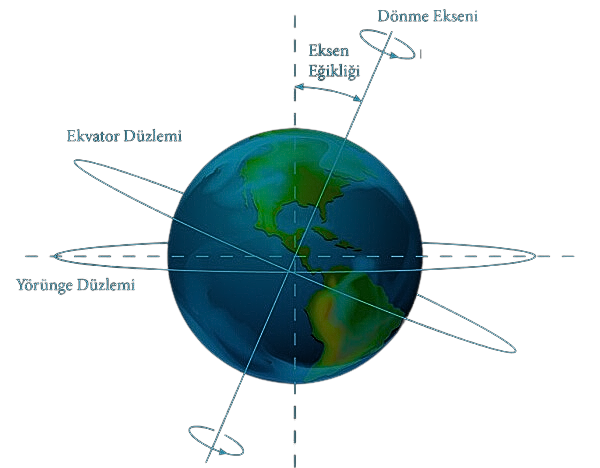 Dönme Ekseni
Eksen
Eğikliği
Ekvator Düzlemi
Yörünge Düzlemi